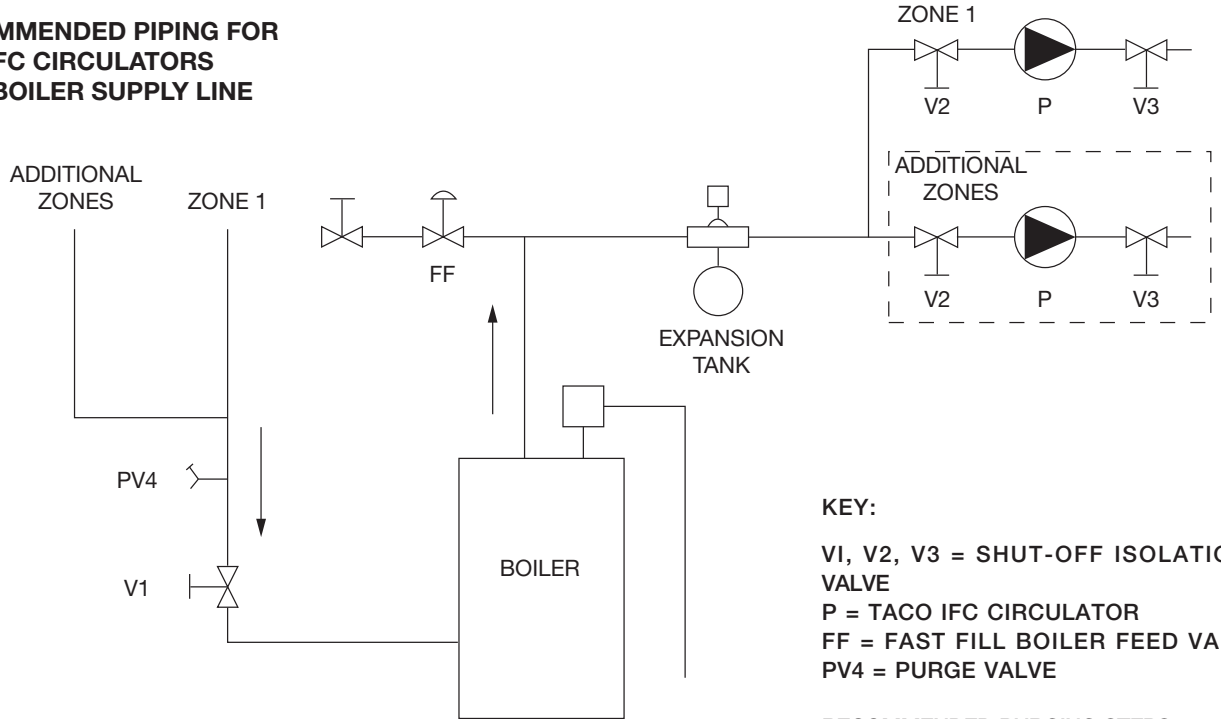 MMENDED PIPING FOR
FC CIRCULATORS
BOILER SUPPLY LINE
ADDITIONAL
ZONES
ZONE 1
FF
EXPANSION
TANK
ZONE 1
V2
P
V3
ADDITIONAL
ZONES
V2
P
V3
PV4
V1
BOILER
KEY:
VI, V2, V3 = SHUT-OFF ISOLATIO
VALVE
P = TACO IFC CIRCULATOR
FF = FAST FILL BOILER FEED VA
PV4 = PURGE VALVE